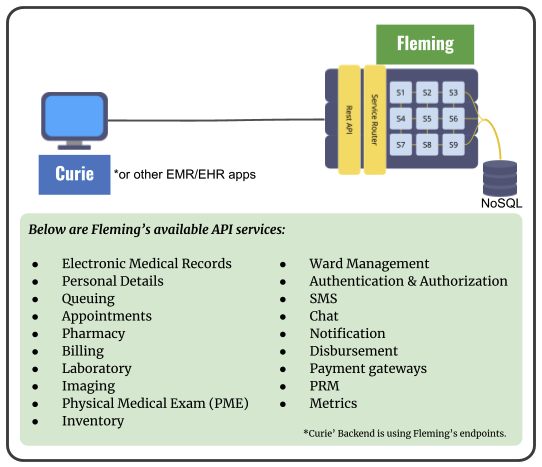 Fleming
Rest API
Service Router
S1 S2 S3
S4 S5 S6
S7 S8 S9
Curie
*or other EMR/EHR apps
NoSQL
Below are Fleming's available API services:
● Electronic Medical Records
● Personal Details
● Queuing
● Appointments
● Pharmacy
● Billing
● Laboratory
● Imaging
● Physical Medical Exam (PME)
● Inventory
● Ward Management
● Authentication & Authorization
● SMS
● Chat
● Notification
● Disbursement
● Payment gateways
● PRM
● Metrics
*Curie' Backend is using Fleming's endpoints.